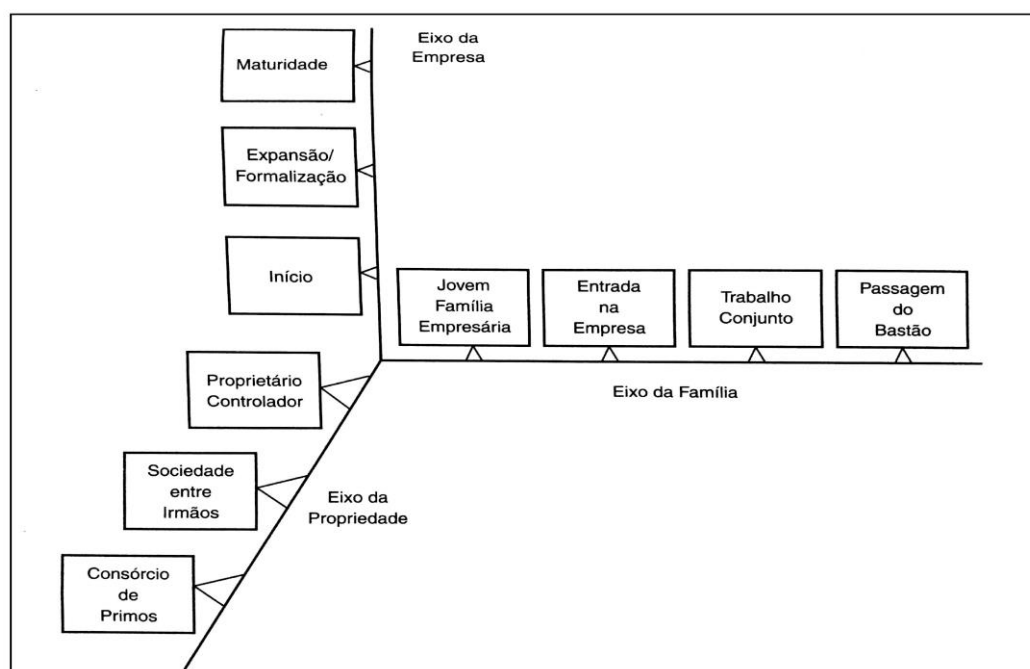 Eixo da
Empresa
Maturidade
Expansão/
Formalização
Início
Jovem
Família
Empresária
Entrada
na
Empresa
Trabalho
Conjunto
Passagem
do
Bastão
Eixo da Família
Proprietário
Controlador
Sociedade
entre
Irmãos
Eixo da
Propriedade
Consórcio
de
Primos